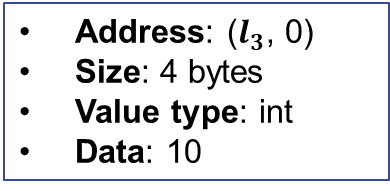 • Address: (l₃, 0)
• Size: 4 bytes
• Value type: int
• Data: 10